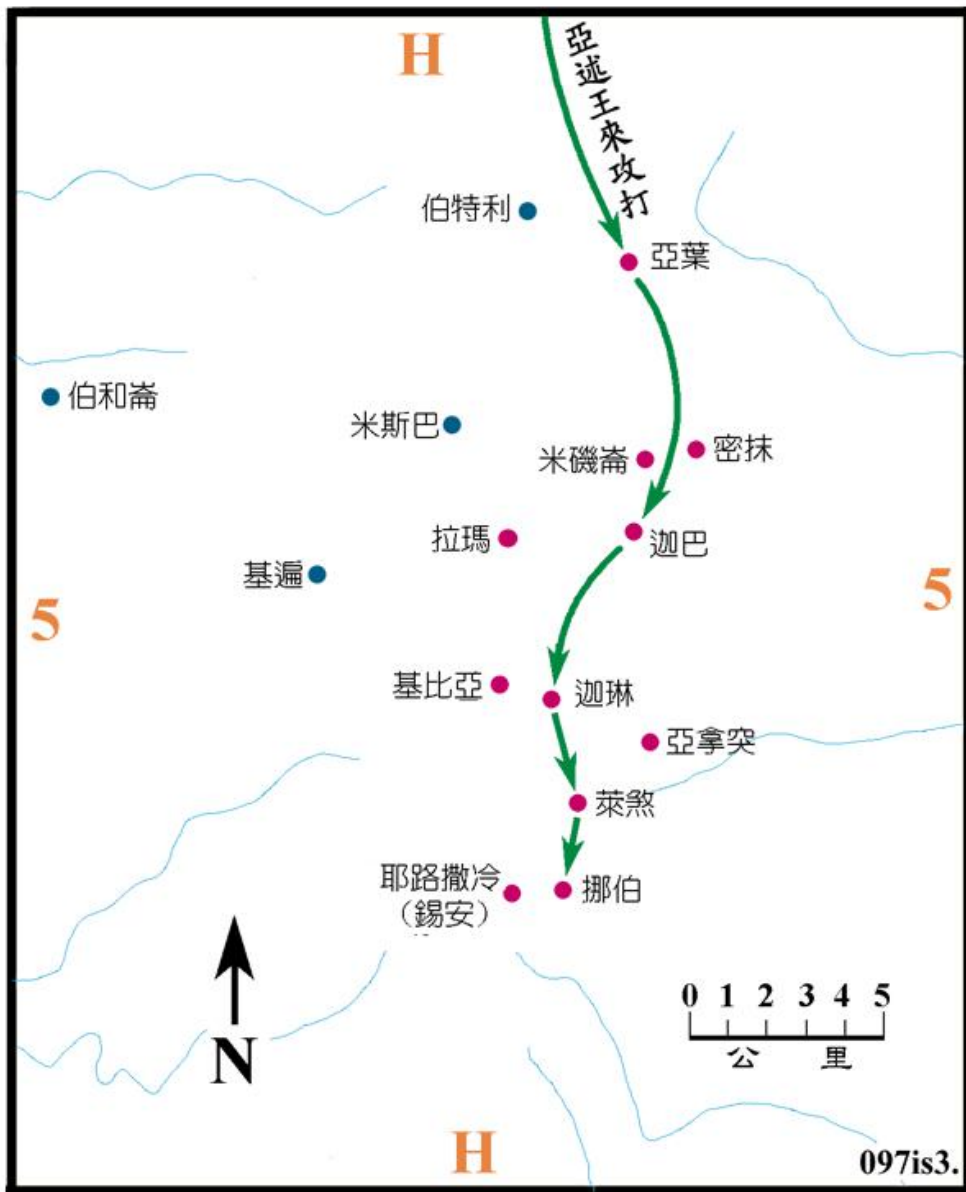 H
亞述王來攻打
伯特利
亞葉
伯和崙
米斯巴
米磯崙
密抹
拉瑪
迦巴
基遍
5
5
基比亞
迦琳
亞拿突
萊煞
耶路撒冷
（錫安）
挪伯
N
0 1 2 3 4 5
公 里
H
097is3.